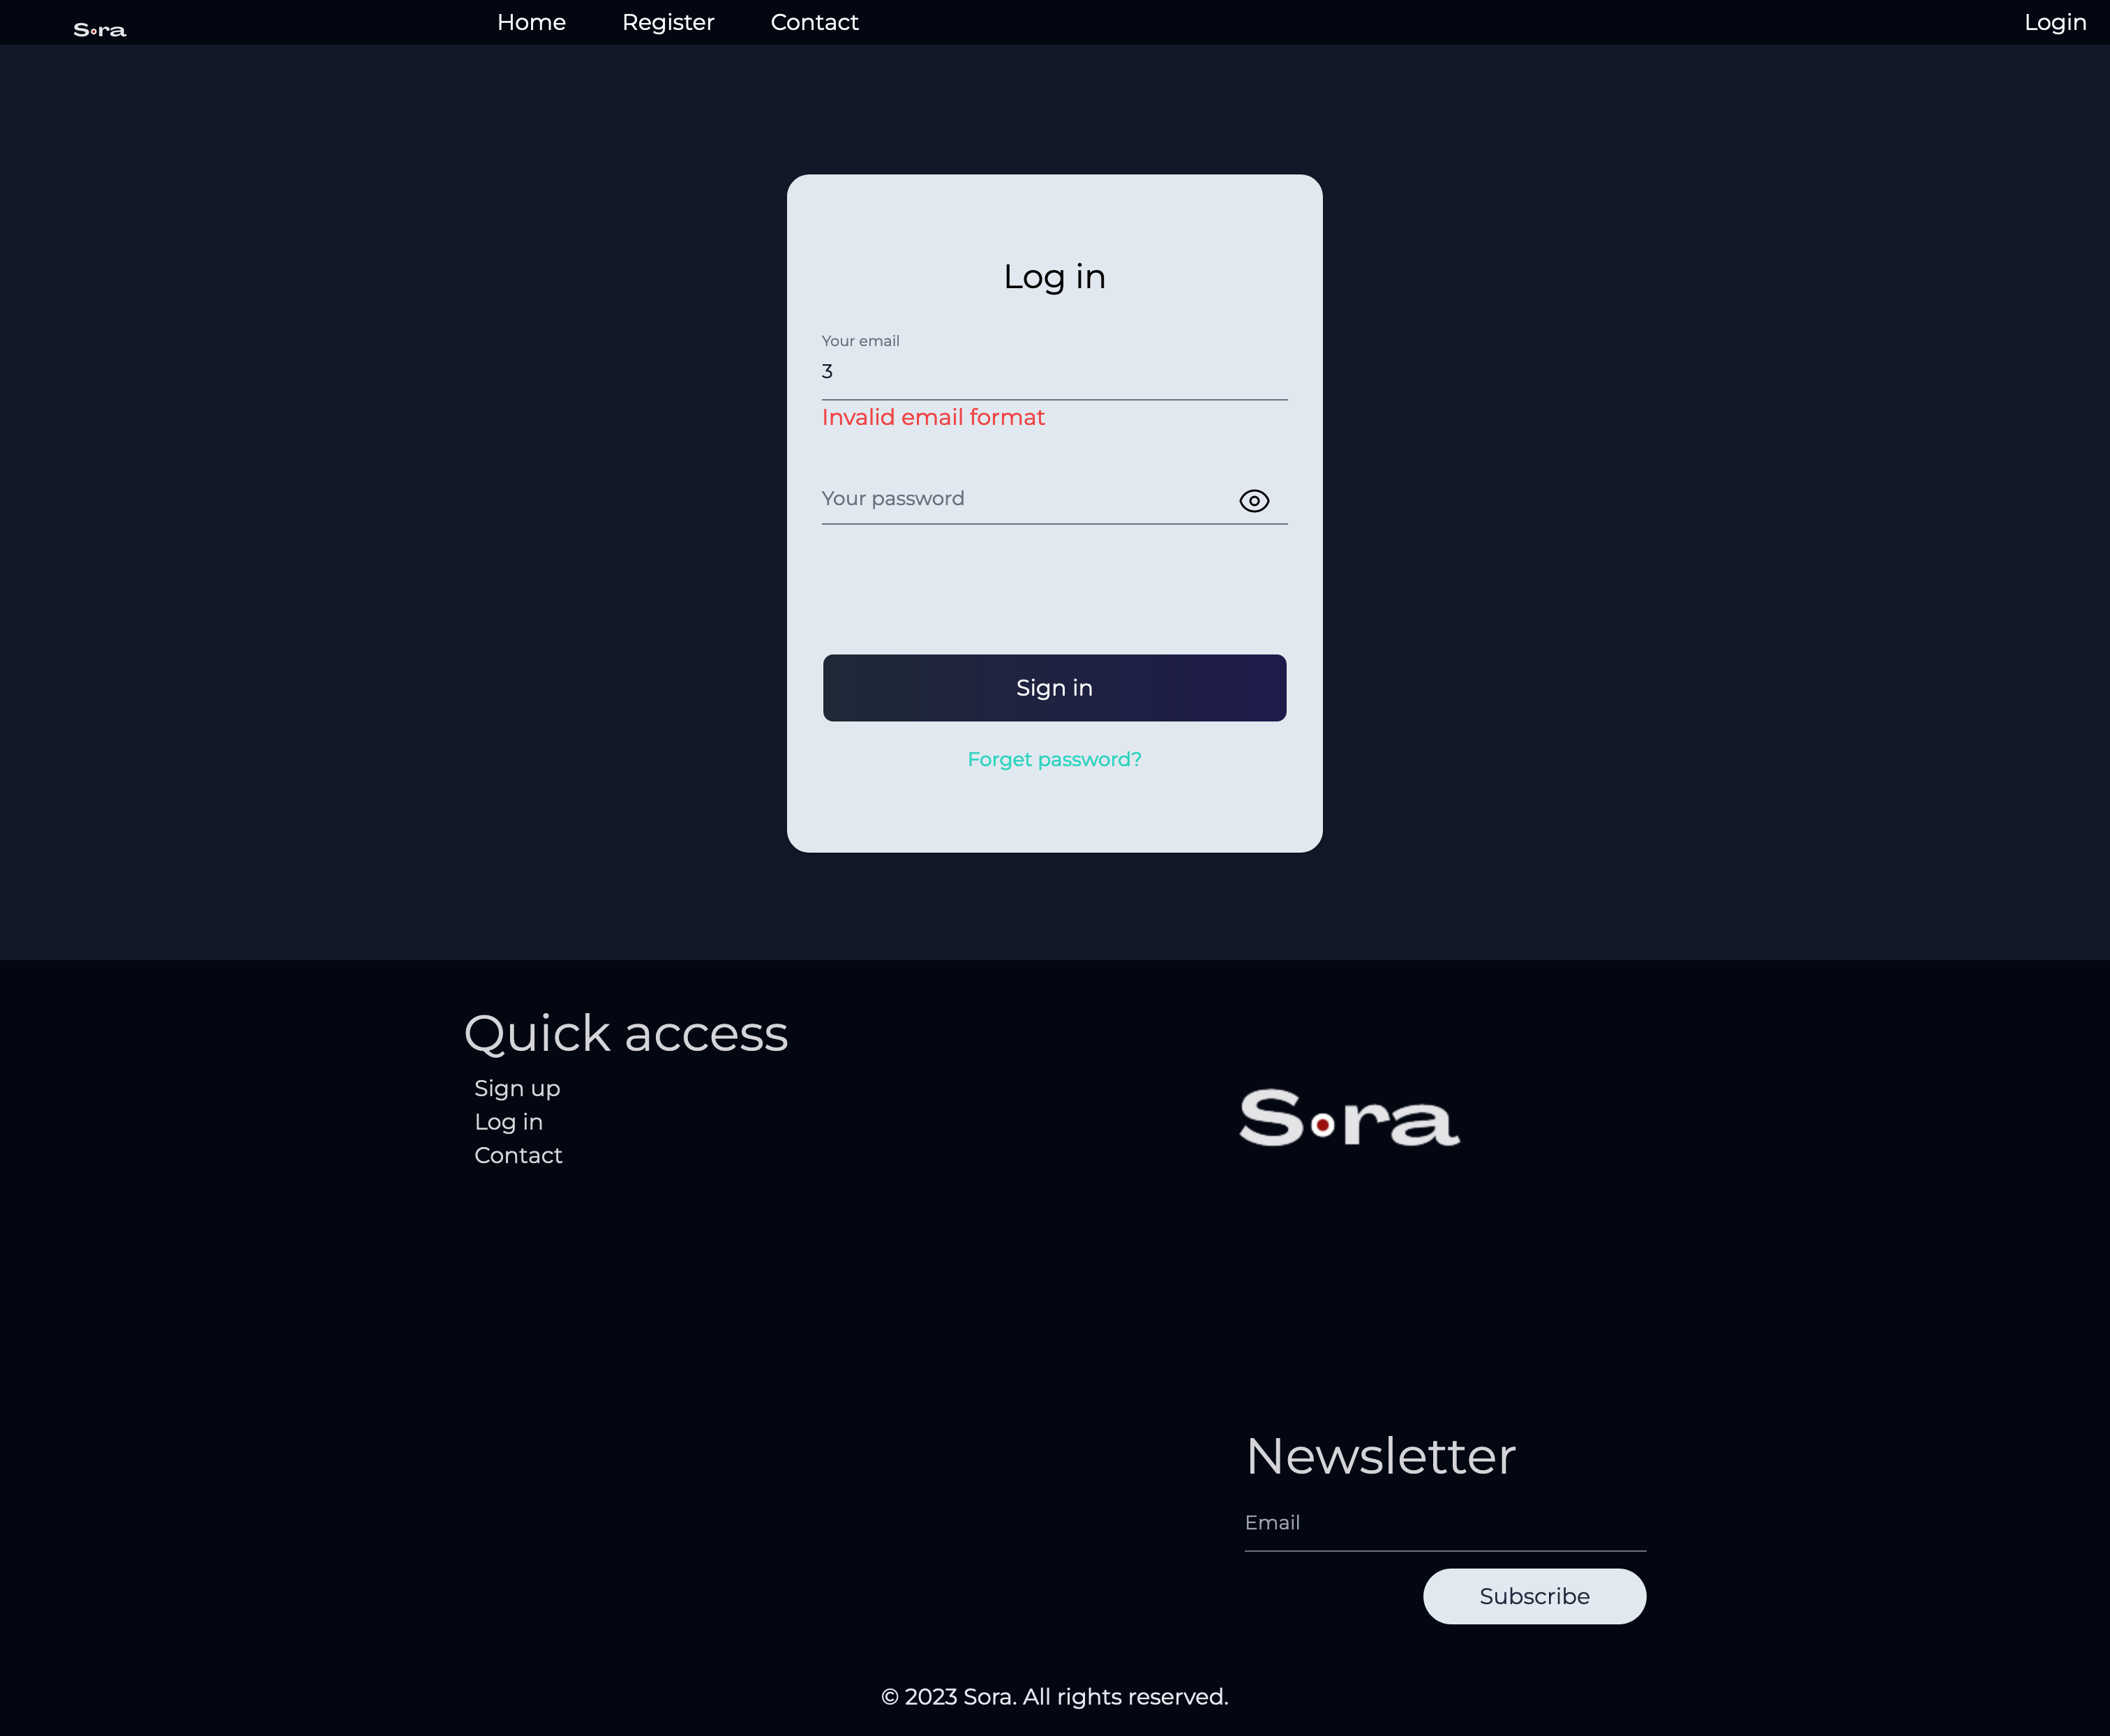 Sora
Home
Register
Contact
Login
Log in
Your email
3
Invalid email format
Your password
Sign in
Forget password?
Quick access
Sign up
Log in
Contact
Sora
Newsletter
Email
Subscribe
© 2023 Sora. All rights reserved.